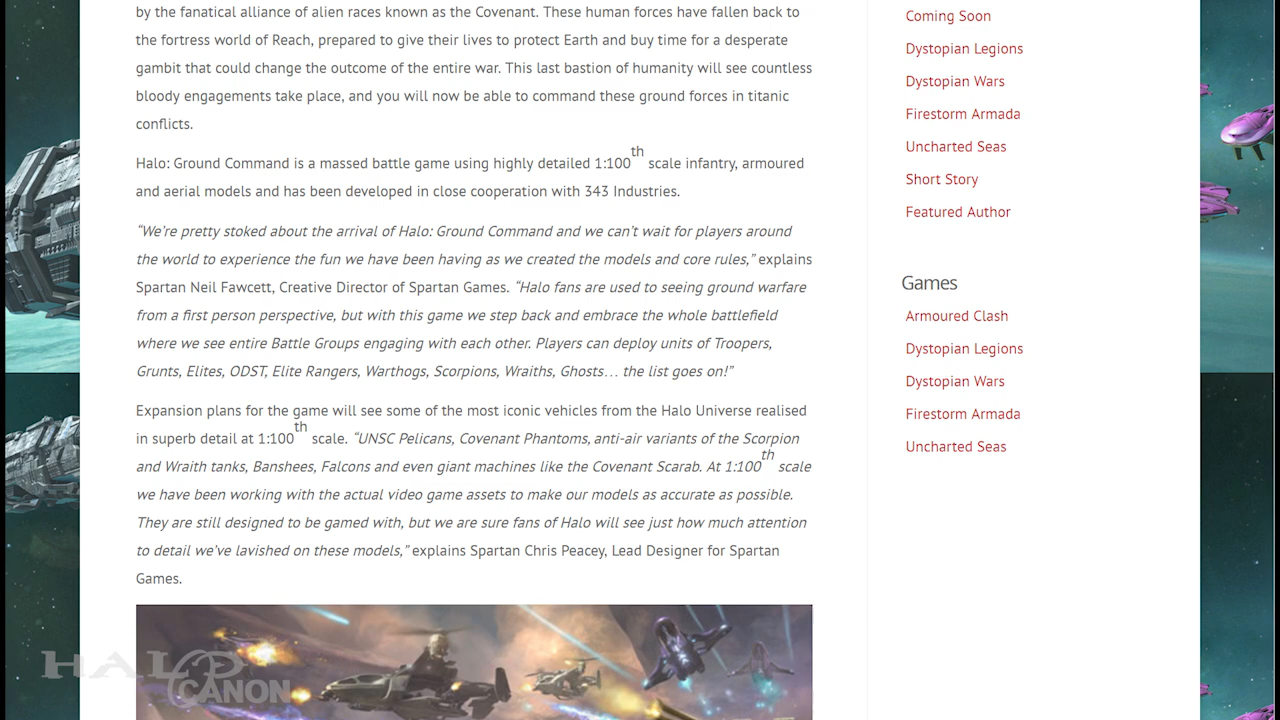 by the fanatical alliance of alien races known as the Covenant. These human forces have fallen back to
the fortress world of Reach, prepared to give their lives to protect Earth and buy time for a desperate
gambit that could change the outcome of the entire war. This last bastion of humanity will see countless
bloody engagements take place, and you will now be able to command these ground forces in titanic
conflicts.
Halo: Ground Command is a massed battle game using highly detailed 1:100th scale infantry, armoured
and aerial models and has been developed in close cooperation with 343 Industries.
“We’re pretty stoked about the arrival of Halo: Ground Command and we can’t wait for players around
the world to experience the fun we have been having as we created the models and core rules,” explains
Spartan Neil Fawcett, Creative Director of Spartan Games. “Halo fans are used to seeing ground warfare
from a first person perspective, but with this game we step back and embrace the whole battlefield
where we see entire Battle Groups engaging with each other. Players can deploy units of Troopers,
Grunts, Elites, ODST, Elite Rangers, Warthogs, Scorpions, Wraiths, Ghosts… the list goes on!”
Expansion plans for the game will see some of the most iconic vehicles from the Halo Universe realised
in superb detail at 1:100th scale. “UNSC Pelicans, Covenant Phantoms, anti-air variants of the Scorpion
and Wraith tanks, Banshees, Falcons and even giant machines like the Covenant Scarab. At 1:100th scale
we have been working with the actual video game assets to make our models as accurate as possible.
They are still designed to be gamed with, but we are sure fans of Halo will see just how much attention
to detail we’ve lavished on these models,” explains Spartan Chris Peacey, Lead Designer for Spartan
Games.
HALO
CANON
Coming Soon
Dystopian Legions
Dystopian Wars
Firestorm Armada
Uncharted Seas
Short Story
Featured Author
Games
Armoured Clash
Dystopian Legions
Dystopian Wars
Firestorm Armada
Uncharted Seas